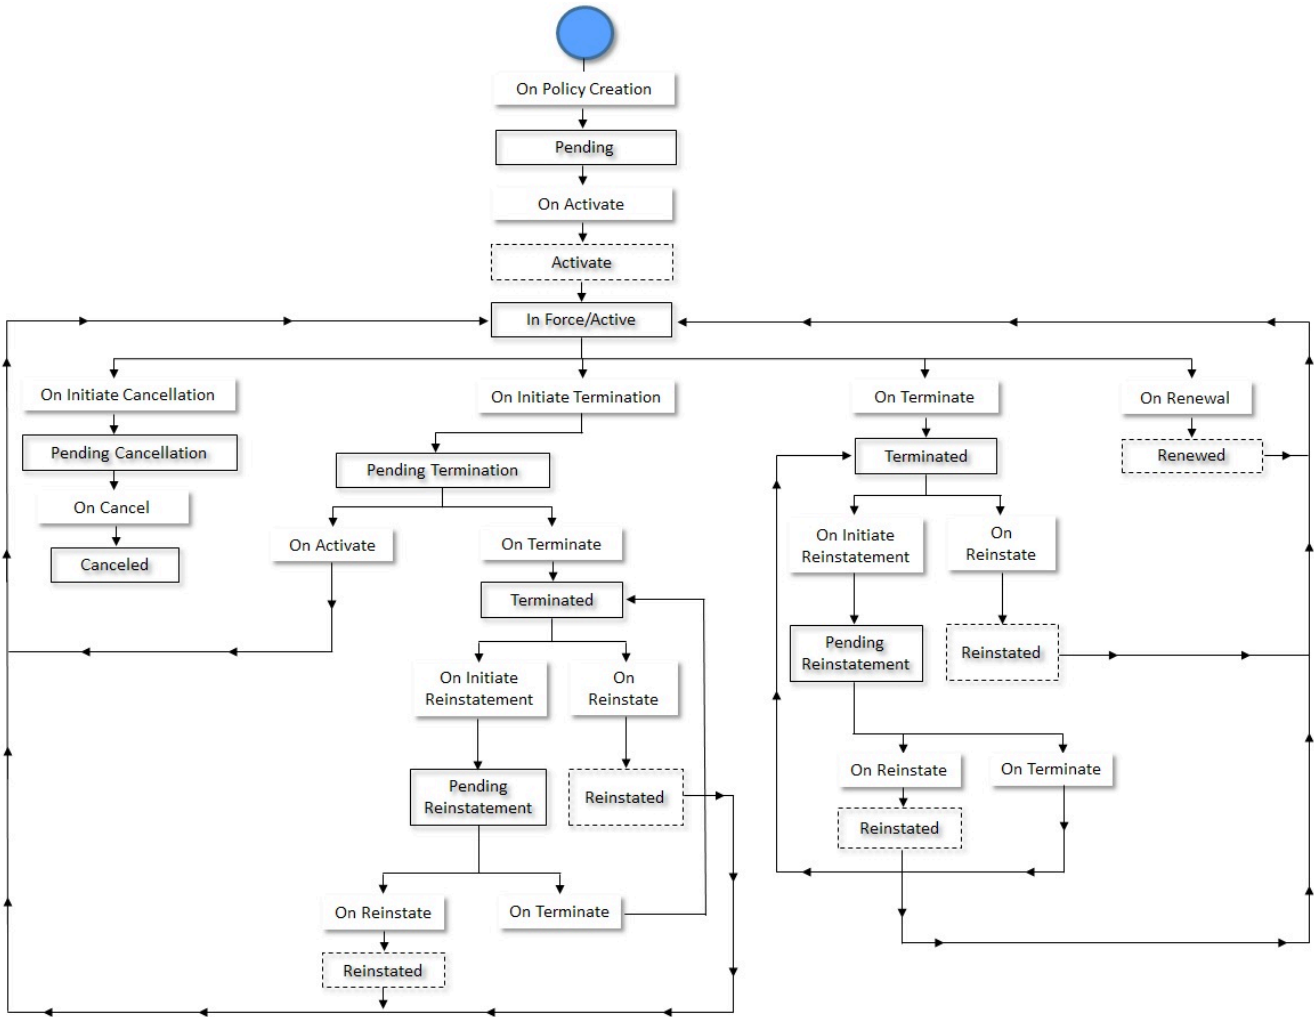 On Policy Creation
Pending
On Activate
Activate
In Force/Active
On Initiate Cancellation
Pending Cancellation
On Cancel
Canceled
On Initiate Termination
Pending Termination
On Activate
On Terminate
Terminated
On Initiate
Reinstatement
On
Reinstate
Pending
Reinstatement
Reinstated
On Reinstate
On Terminate
Reinstated
On Terminate
Terminated
On Initiate
Reinstatement
On
Reinstate
Pending
Reinstatement
Reinstated
On Reinstate
On Terminate
Reinstated
On Renewal
Renewed